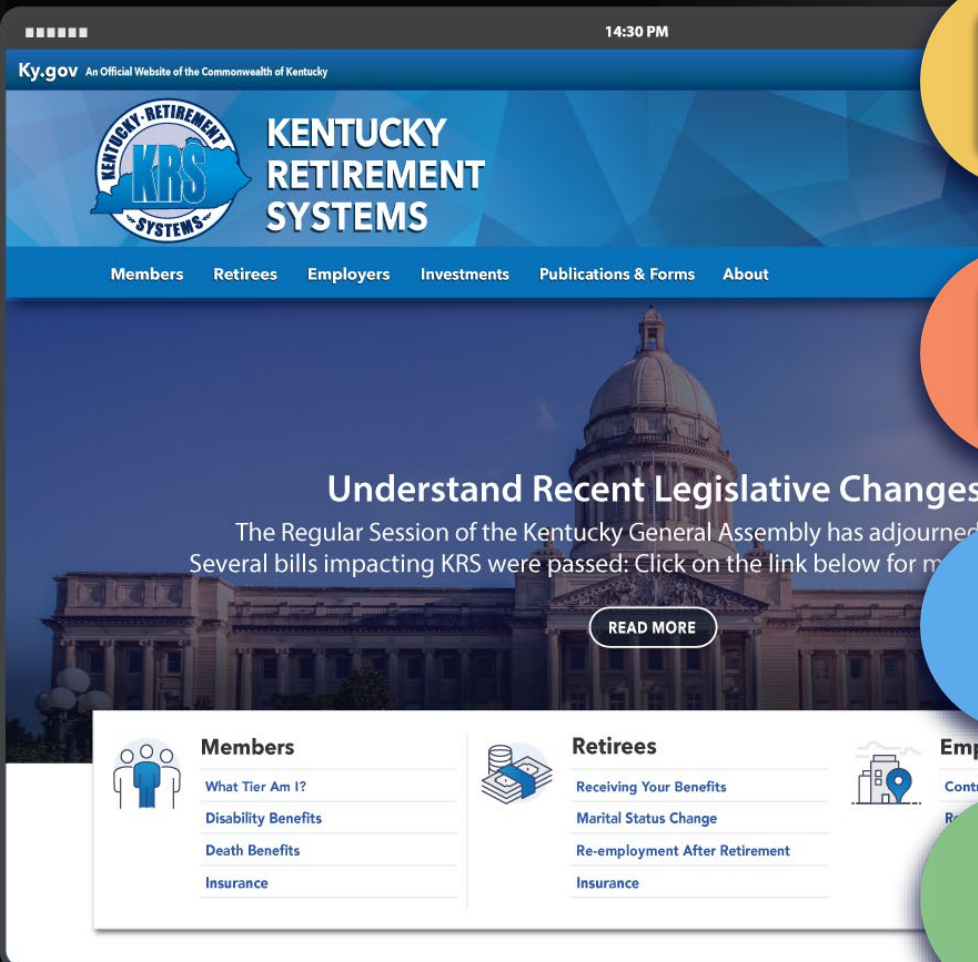 14:30 PM
Ky.gov An Official Website of the Commonwealth of Kentucky
KENTUCKY·RETIREMENT
KRS
SYSTEMS
KENTUCKY
RETIREMENT
SYSTEMS
Members Retirees Employers Investments Publications & Forms About
Understand Recent Legislative Changes
The Regular Session of the Kentucky General Assembly has adjourned
Several bills impacting KRS were passed: Click on the link below for
READ MORE
Members
What Tier Am I?
Disability Benefits
Death Benefits
Insurance
Retirees
Receiving Your Benefits
Marital Status Change
Re-employment After Retirement
Insurance